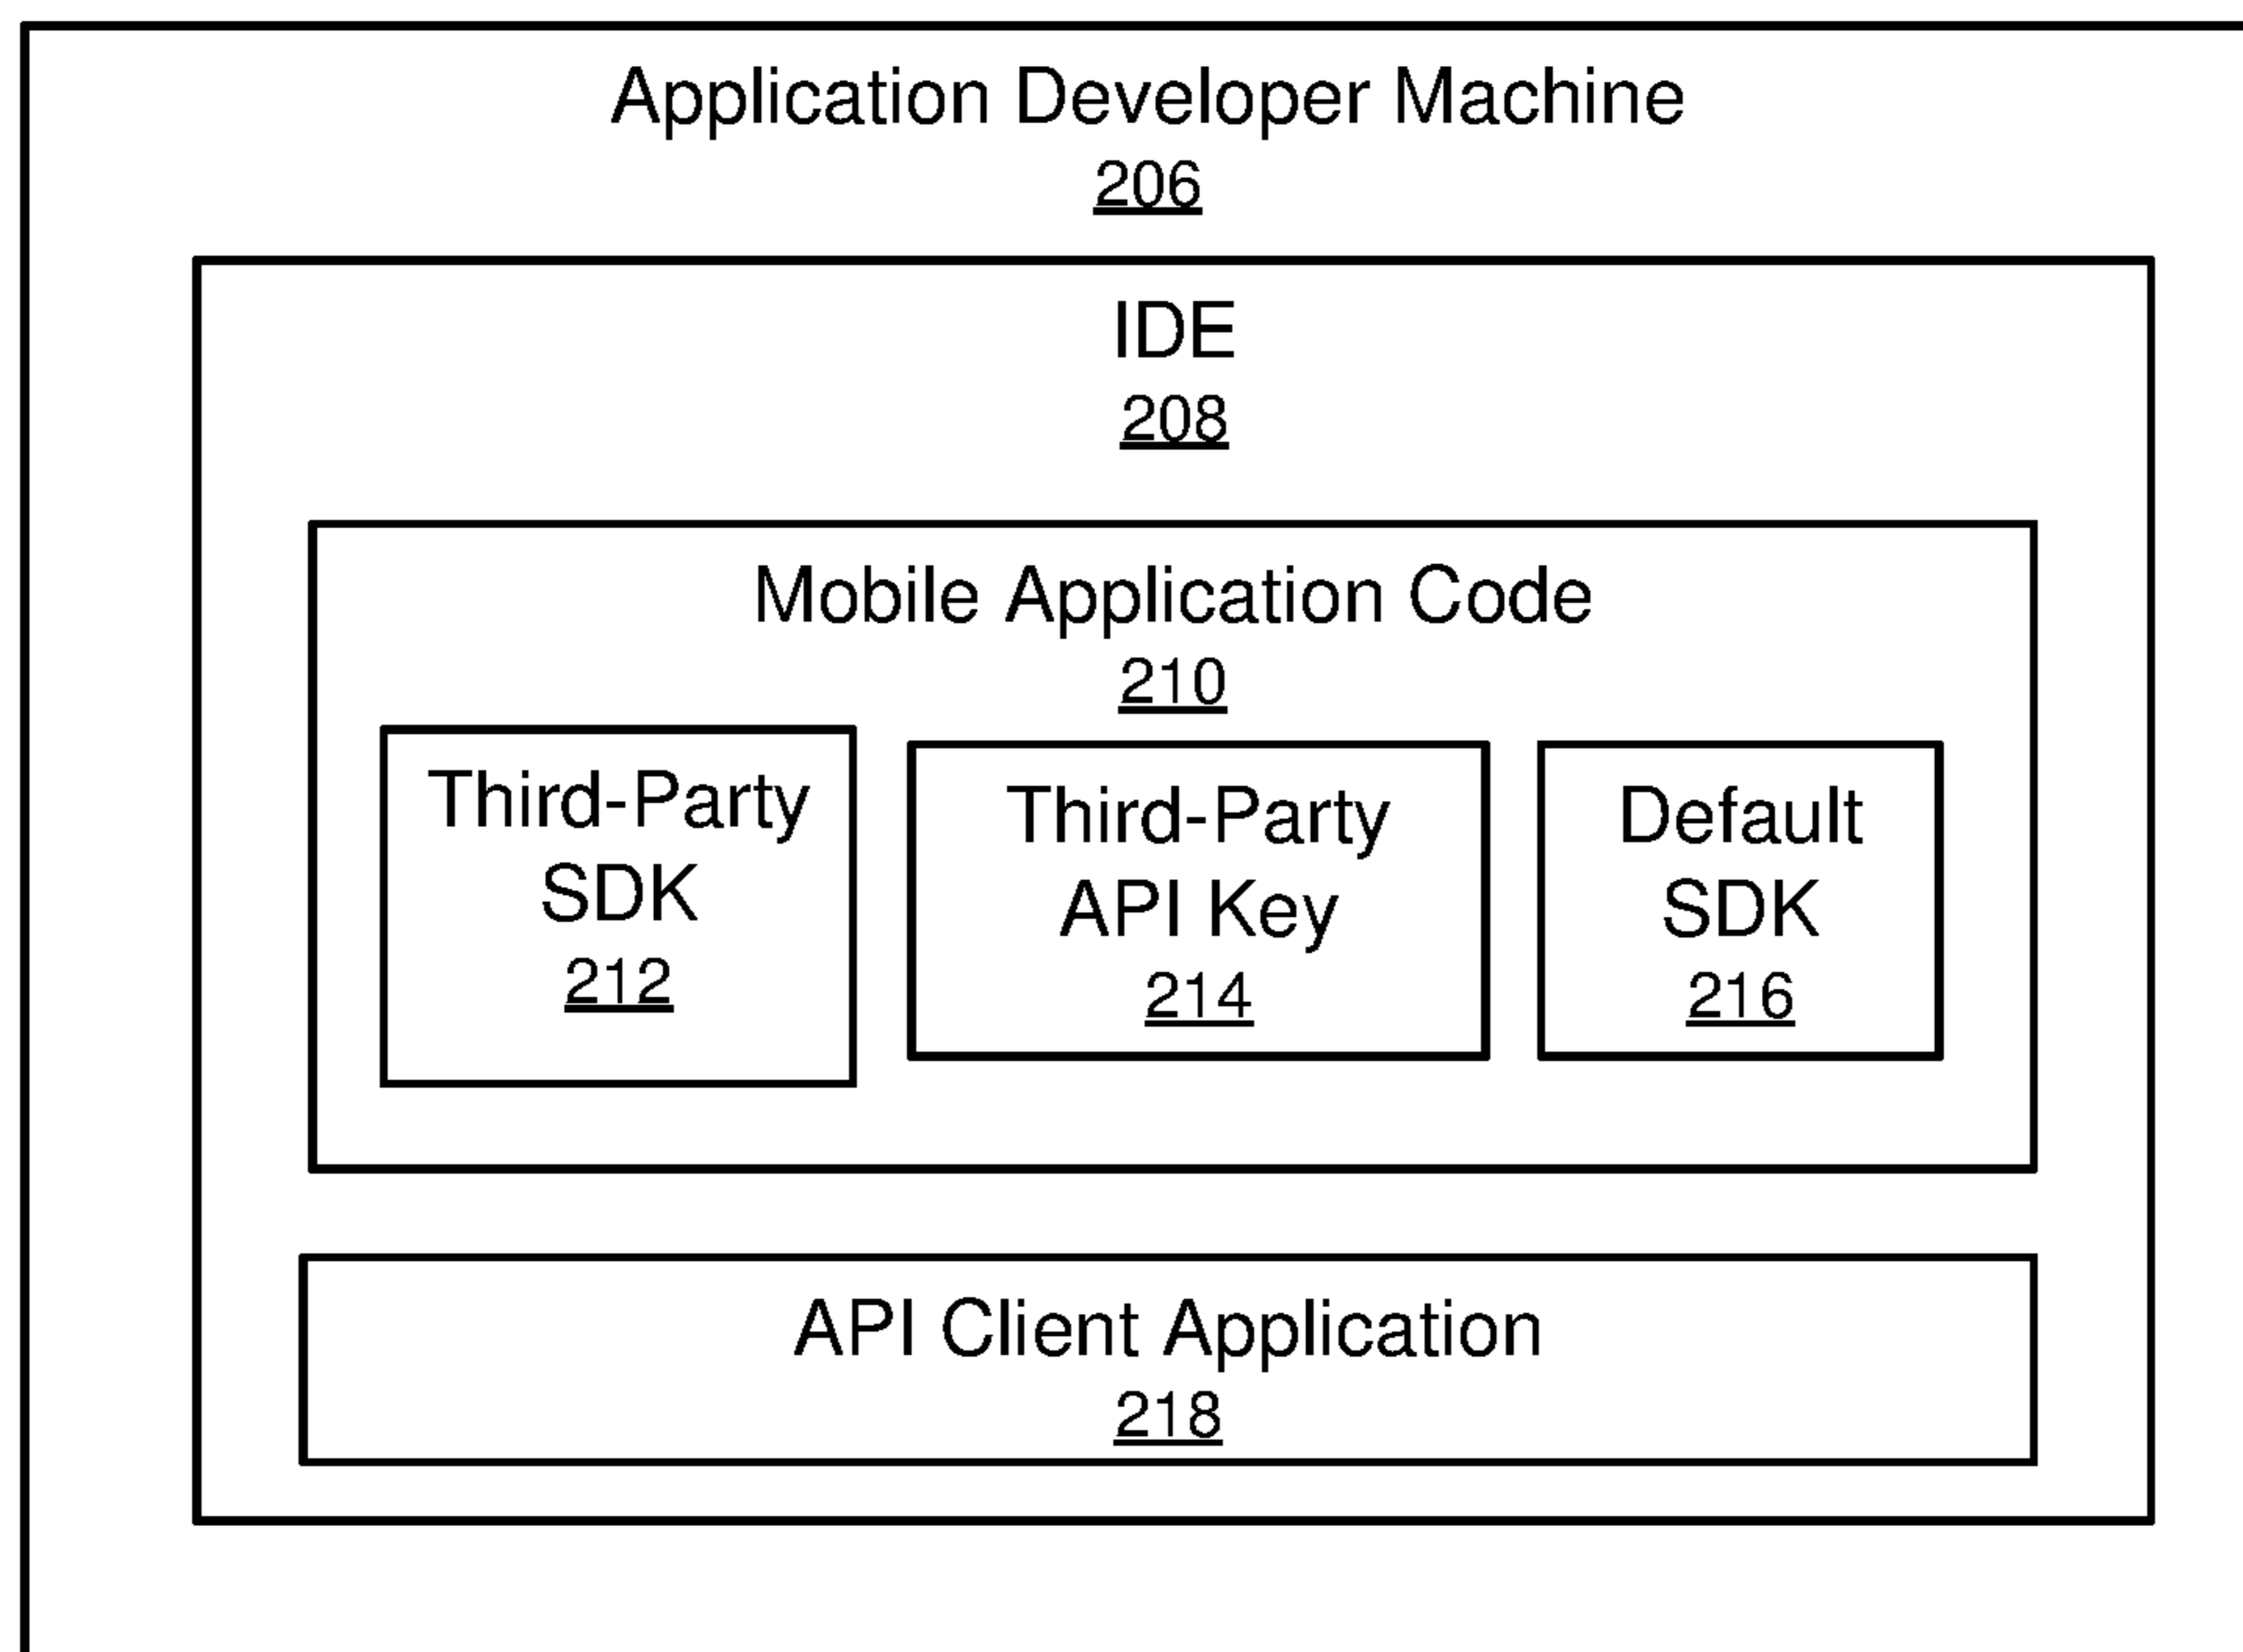 Application Developer Machine
206
IDE
208
Mobile Application Code
210
Third-Party
SDK
212
Third-Party
API Key
214
Default
SDK
216
API Client Application
218